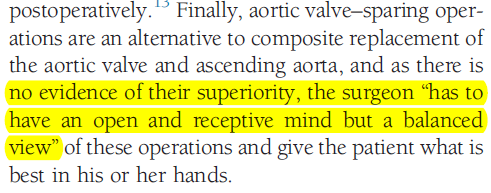 postoperatively.13 Finally, aortic valve–sparing oper-
ations are an alternative to composite replacement of
the aortic valve and ascending aorta, and as there is
no evidence of their superiority, the surgeon “has to
have an open and receptive mind but a balanced
view” of these operations and give the patient what is
best in his or her hands.